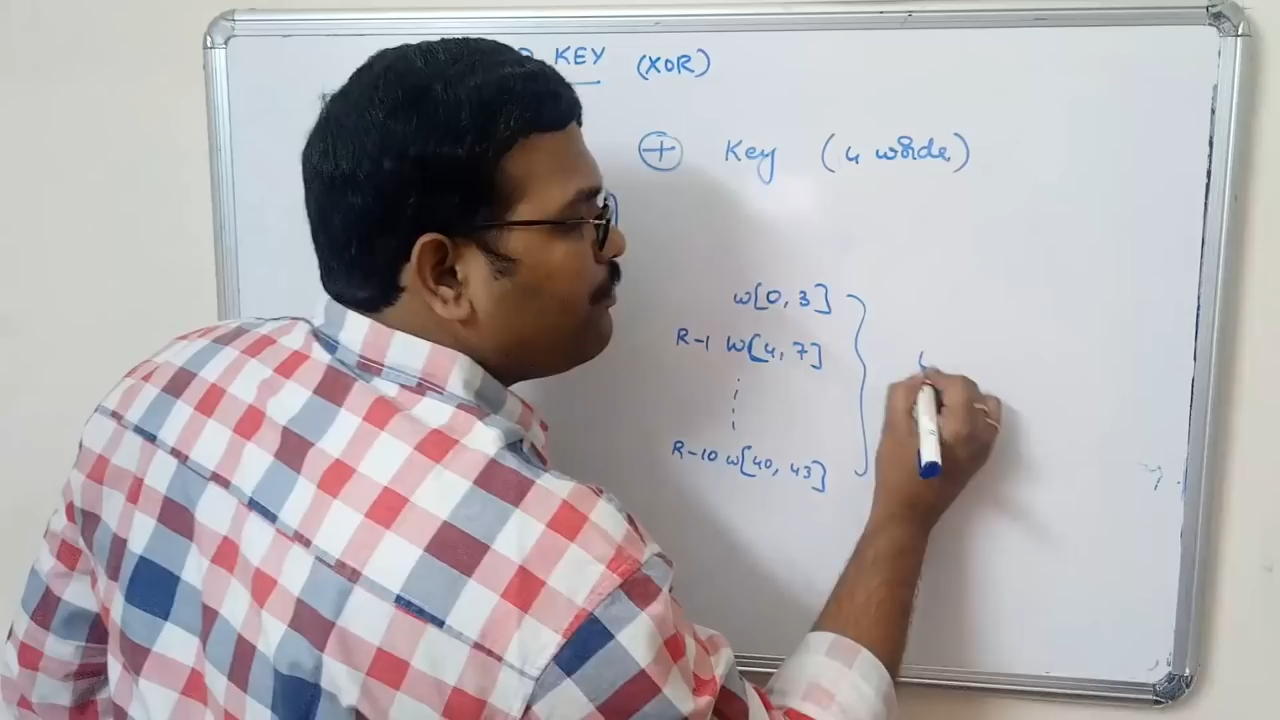 KEY (XOR)
⊕ Key (4 words)
w[0, 3]
R-1 w[4, 7]
R-10 w[40, 43]